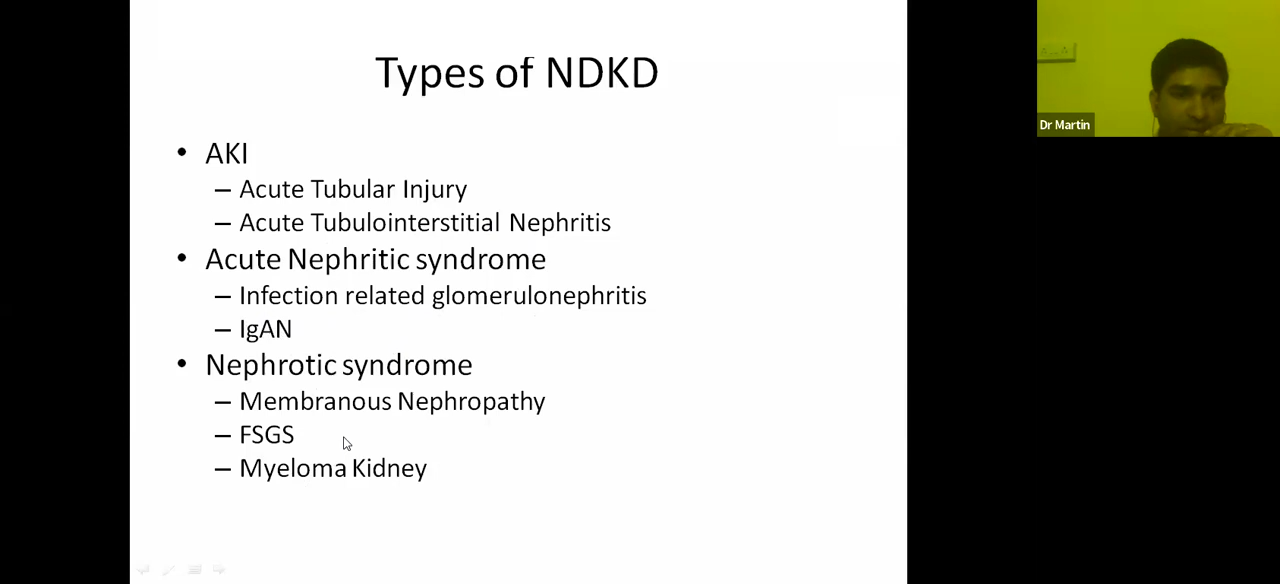 Types of NDKD
• AKI
– Acute Tubular Injury
– Acute Tubulointerstitial Nephritis
• Acute Nephritic syndrome
– Infection related glomerulonephritis
– IgAN
• Nephrotic syndrome
– Membranous Nephropathy
– FSGS
– Myeloma Kidney
Dr Martin